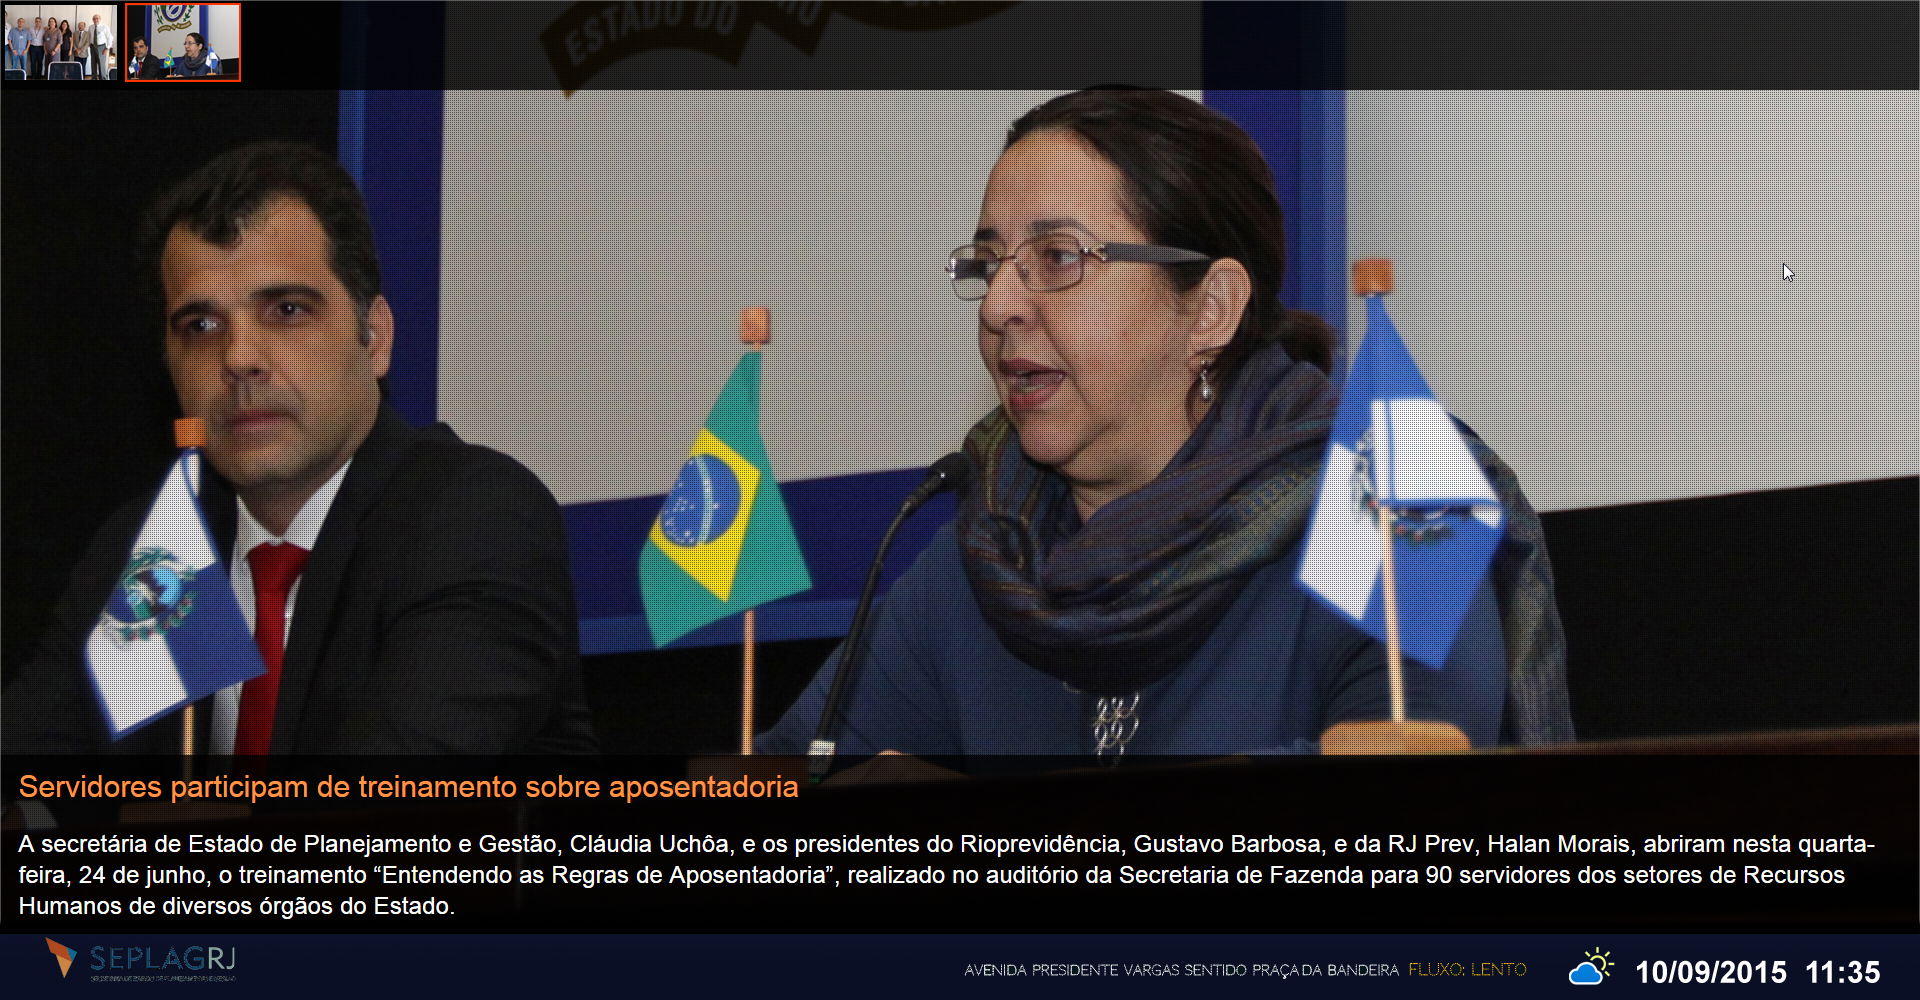 ESTADO DO
Servidores participam de treinamento sobre aposentadoria
A secretária de Estado de Planejamento e Gestão, Cláudia Uchôa, e os presidentes do Rioprevidência, Gustavo Barbosa, e da RJ Prev, Halan Morais, abriram nesta quarta-
feira, 24 de junho, o treinamento “Entendendo as Regras de Aposentadoria”, realizado no auditório da Secretaria de Fazenda para 90 servidores dos setores de Recursos
Humanos de diversos órgãos do Estado.
SEPLAGRJ
AVENIDA PRESIDENTE VARGAS SENTIDO PRAÇA DA BANDEIRA FLUXO: LENTO
10/09/2015 11:35